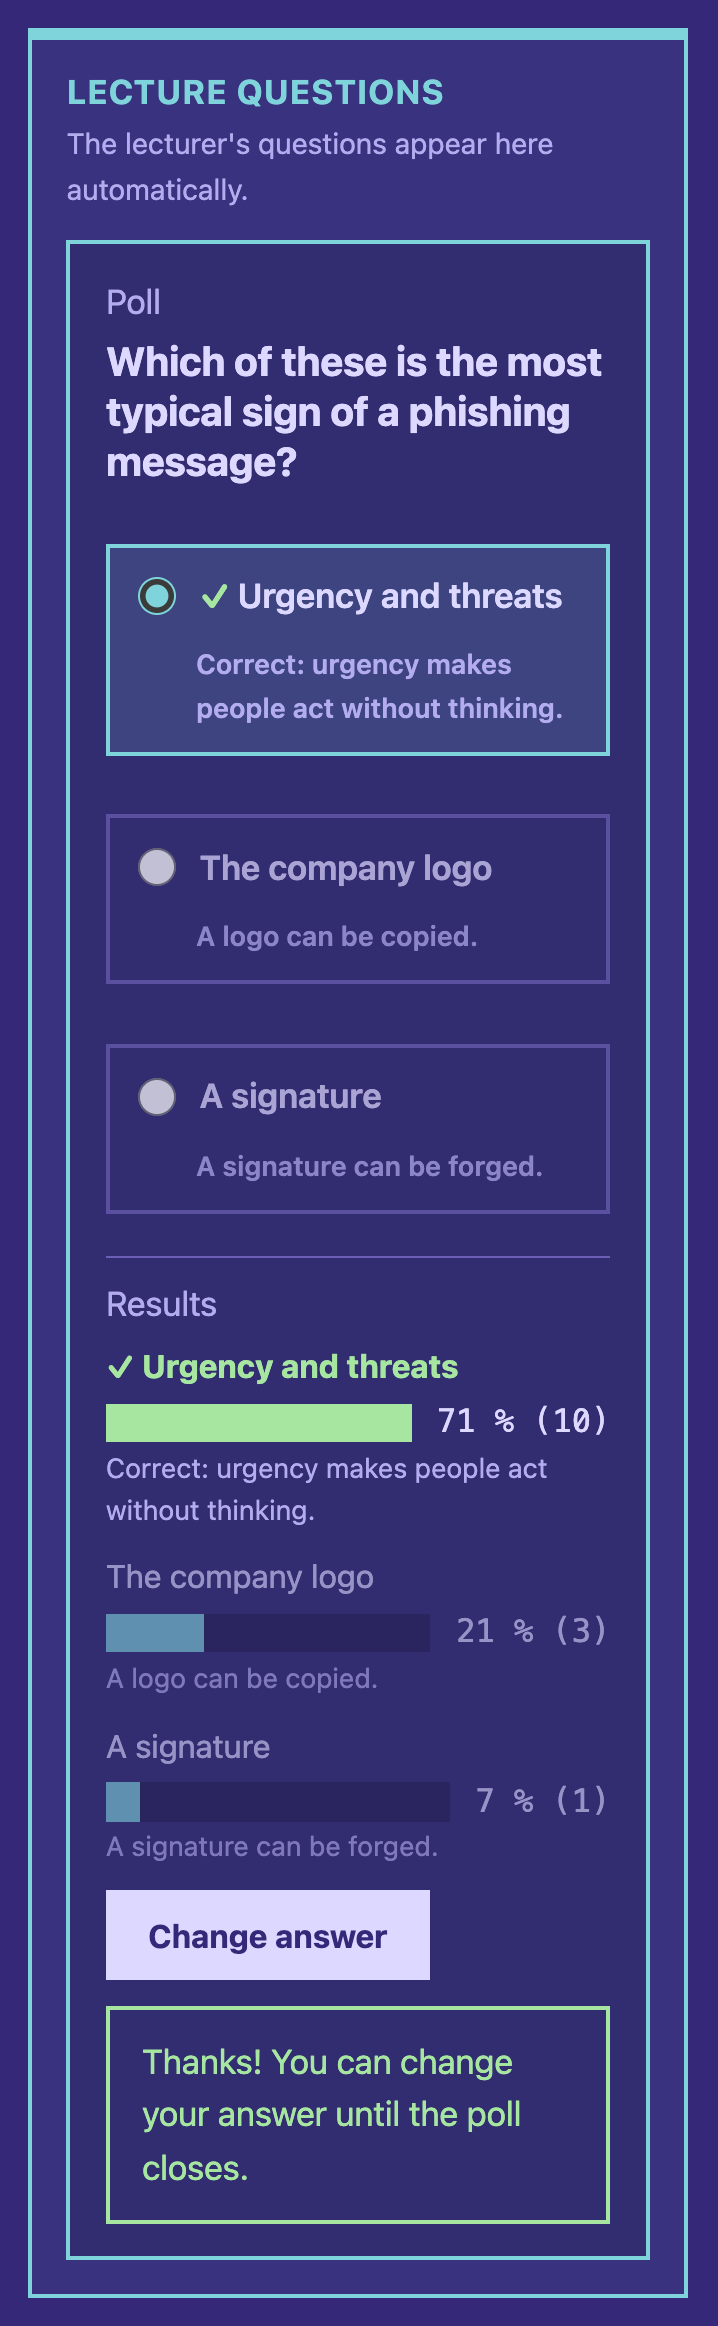 LECTURE QUESTIONS
The lecturer's questions appear here
automatically.
Poll
Which of these is the most
typical sign of a phishing
message?
✓ Urgency and threats
Correct: urgency makes
people act without thinking.
The company logo
A logo can be copied.
A signature
A signature can be forged.
Results
✓ Urgency and threats
71 % (10)
Correct: urgency makes people act
without thinking.
The company logo
21 % (3)
A logo can be copied.
A signature
7 % (1)
A signature can be forged.
Change answer
Thanks! You can change
your answer until the poll
closes.